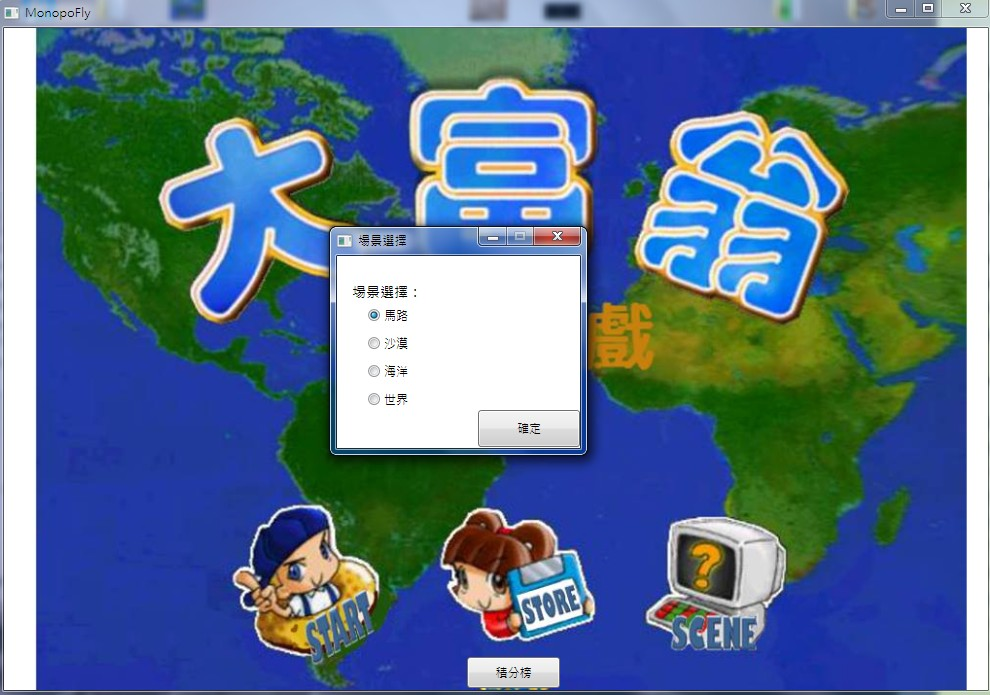 MonopoFly
大富翁
場景選擇
場景選擇：
馬路
沙漠
海洋
世界
確定
戲
START
STORE
SCENE
積分榜